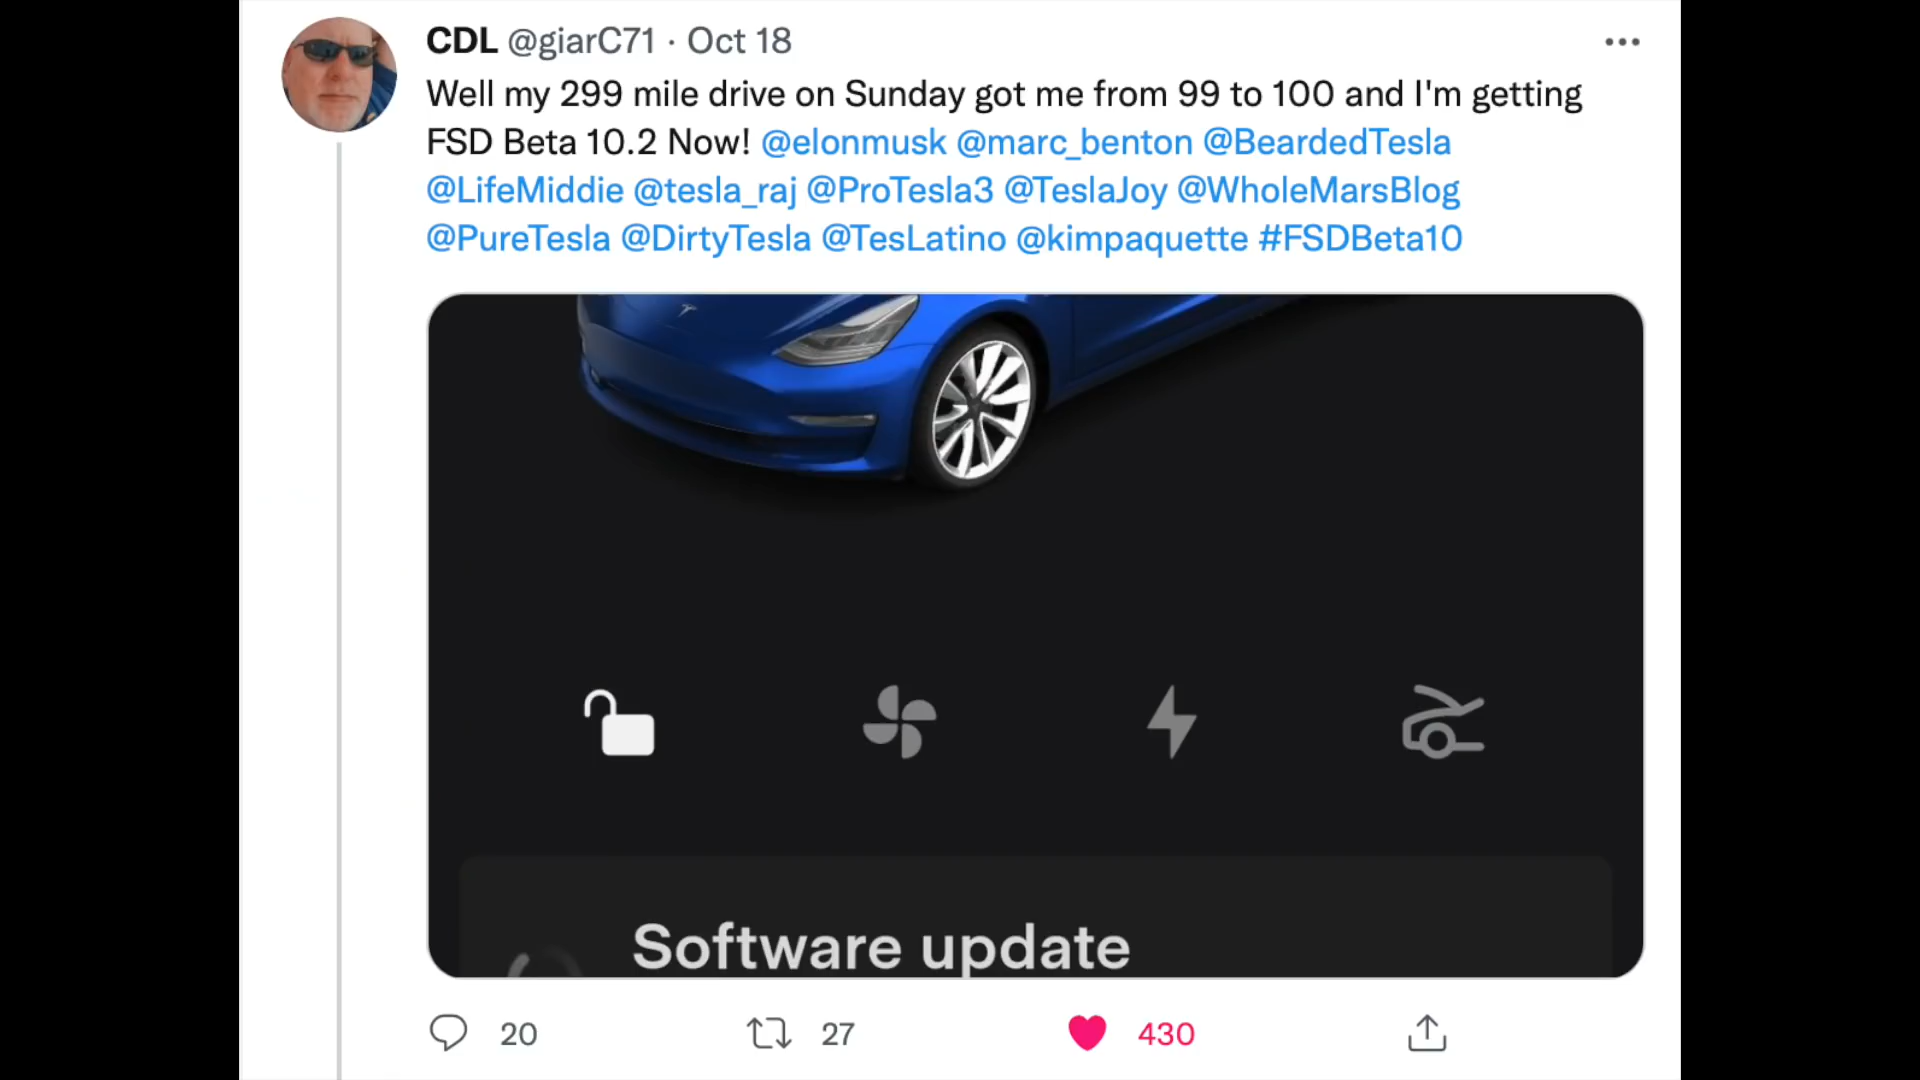 CDL @giarC71 · Oct 18
Well my 299 mile drive on Sunday got me from 99 to 100 and I'm getting
FSD Beta 10.2 Now! @elonmusk @marc_benton @BeardedTesla
@LifeMiddie @tesla_raj @ProTesla3 @TeslaJoy @WholeMarsBlog
@PureTesla @DirtyTesla @TesLatino @kimpaquette #FSDBeta10
Software update
20 27 430